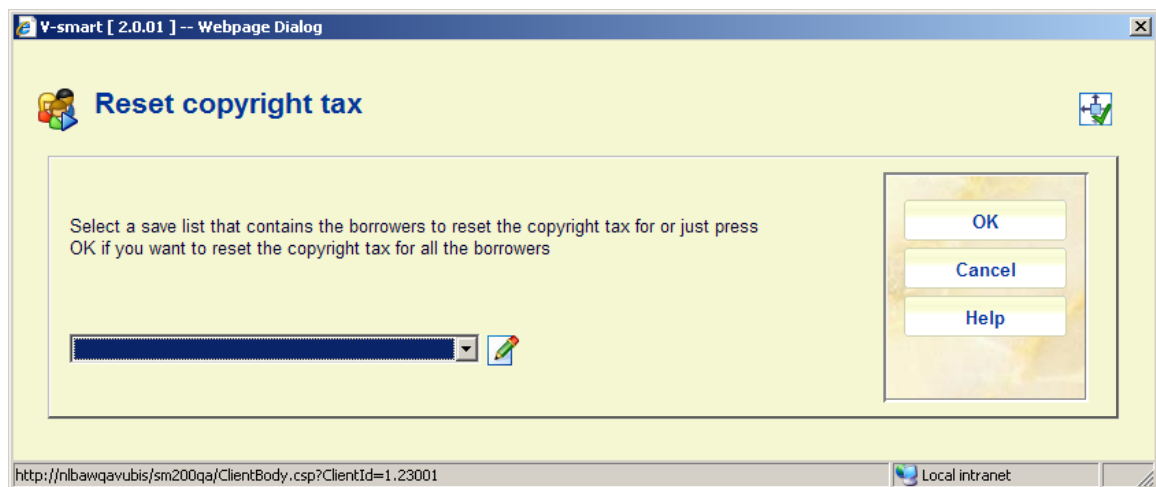 V-smart [ 2.0.01 ] -- Webpage Dialog
Reset copyright tax
Select a save list that contains the borrowers to reset the copyright tax for or just press
OK if you want to reset the copyright tax for all the borrowers
OK
Cancel
Help
http://nlbawqavubis/sm200qa/ClientBody.csp?ClientId=1.23001
Local intranet